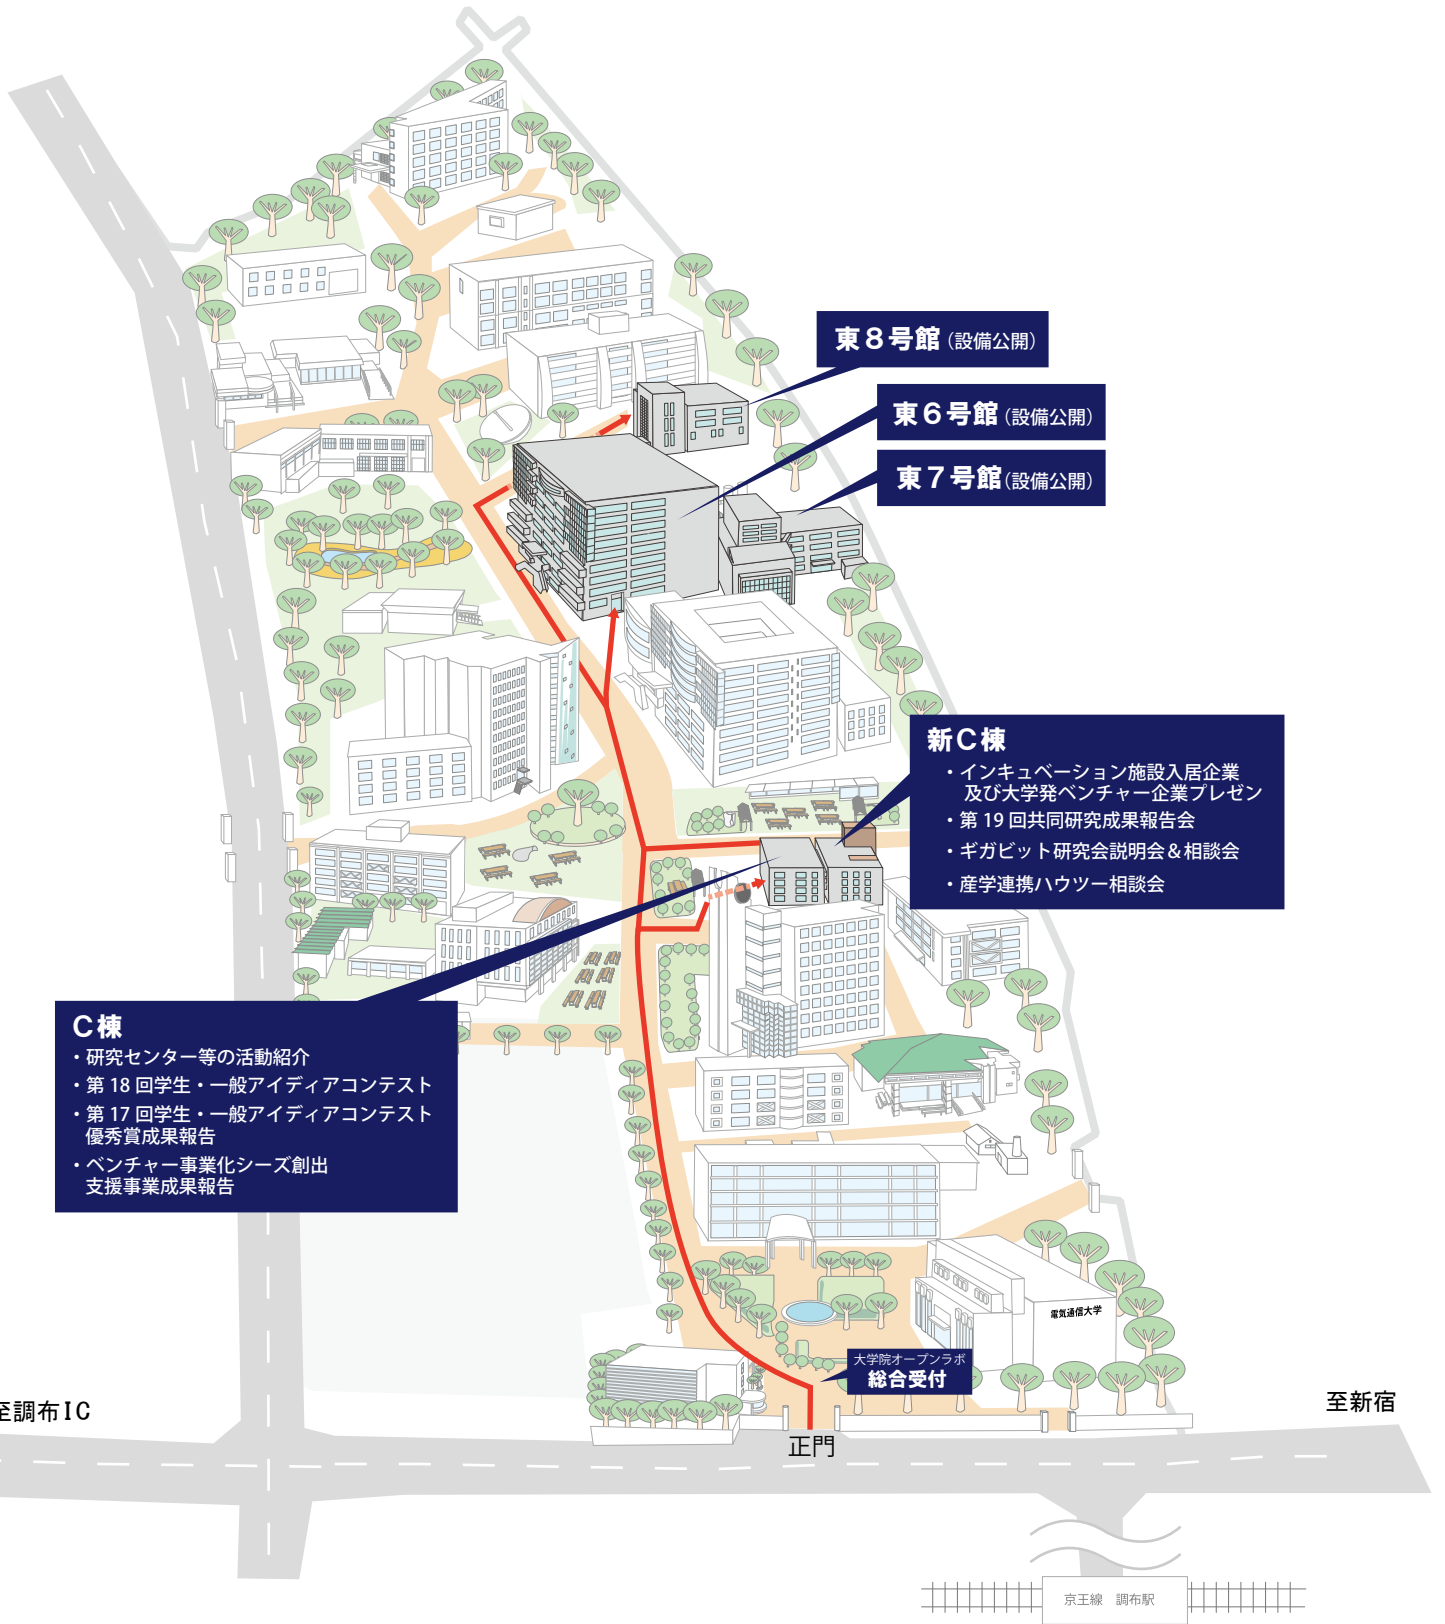 東８号館（設備公開）
東６号館（設備公開）
東７号館（設備公開）
新Ｃ棟
・インキュベーション施設入居企業
及び大学発ベンチャー企業プレゼン
・第 19 回共同研究成果報告会
・ギガビット研究会説明会＆相談会
・産学連携ハウツー相談会
Ｃ棟
・研究センター等の活動紹介
・第 18 回学生・一般アイディアコンテスト
・第 17 回学生・一般アイディアコンテスト
優秀賞成果報告
・ベンチャー事業化シーズ創出
支援事業成果報告
電気通信大学
大学院オープンラボ
総合受付
至調布IC
至新宿
正門
京王線　調布駅